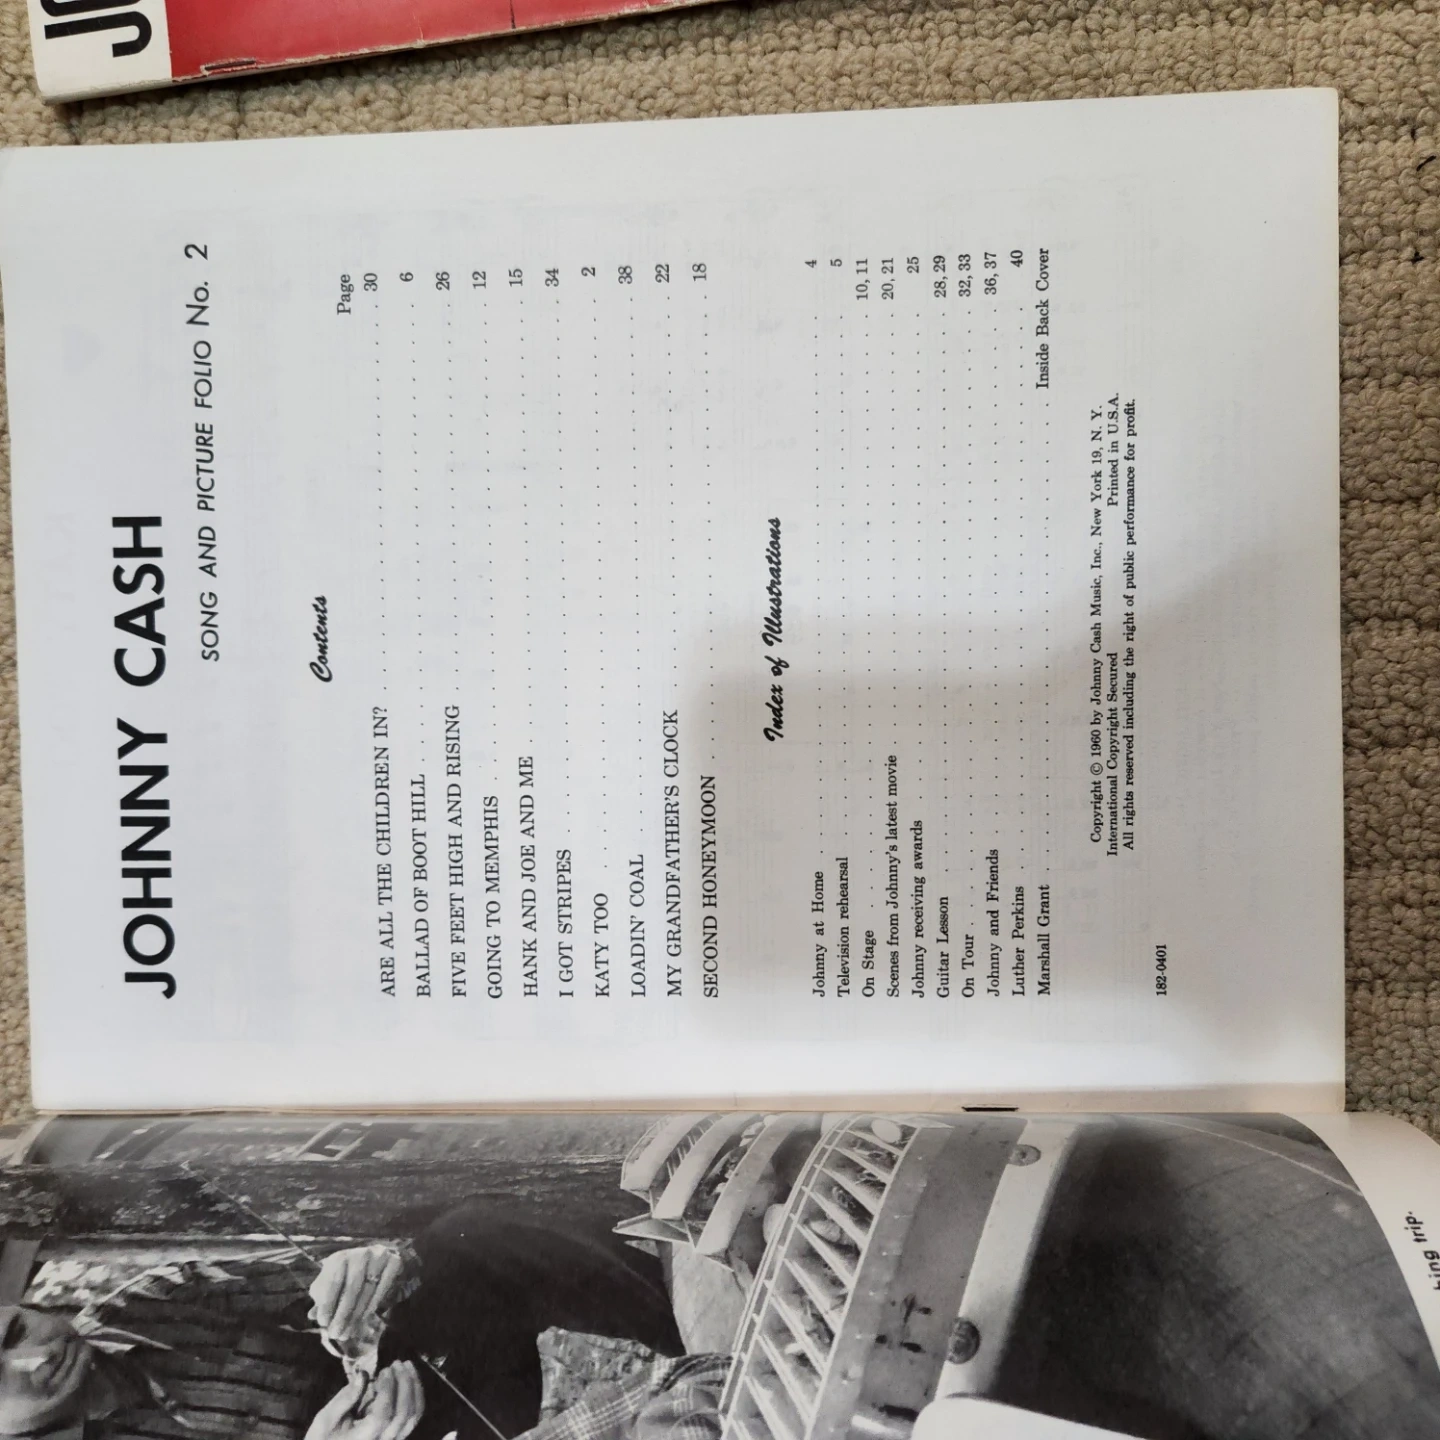 JOHNNY CASH
SONG AND PICTURE FOLIO No. 2
Contents
Page
ARE ALL THE CHILDREN IN? 30
BALLAD OF BOOT HILL 6
FIVE FEET HIGH AND RISING 26
GOING TO MEMPHIS 12
HANK AND JOE AND ME 15
I GOT STRIPES 34
KATY TOO 2
LOADIN' COAL 38
MY GRANDFATHER'S CLOCK 22
SECOND HONEYMOON 18
Index of Illustrations
Johnny at Home 4
Television rehearsal 5
On Stage 10, 11
Scenes from Johnny's latest movie 20, 21
Johnny receiving awards 25
Guitar Lesson 28, 29
On Tour 32, 33
Johnny and Friends 36, 37
Luther Perkins 40
Marshall Grant Inside Back Cover
Copyright © 1960 by Johnny Cash Music, Inc., New York 19, N. Y.
International Copyright Secured Printed in U.S.A.
All rights reserved including the right of public performance for profit.
182-0401
trip.